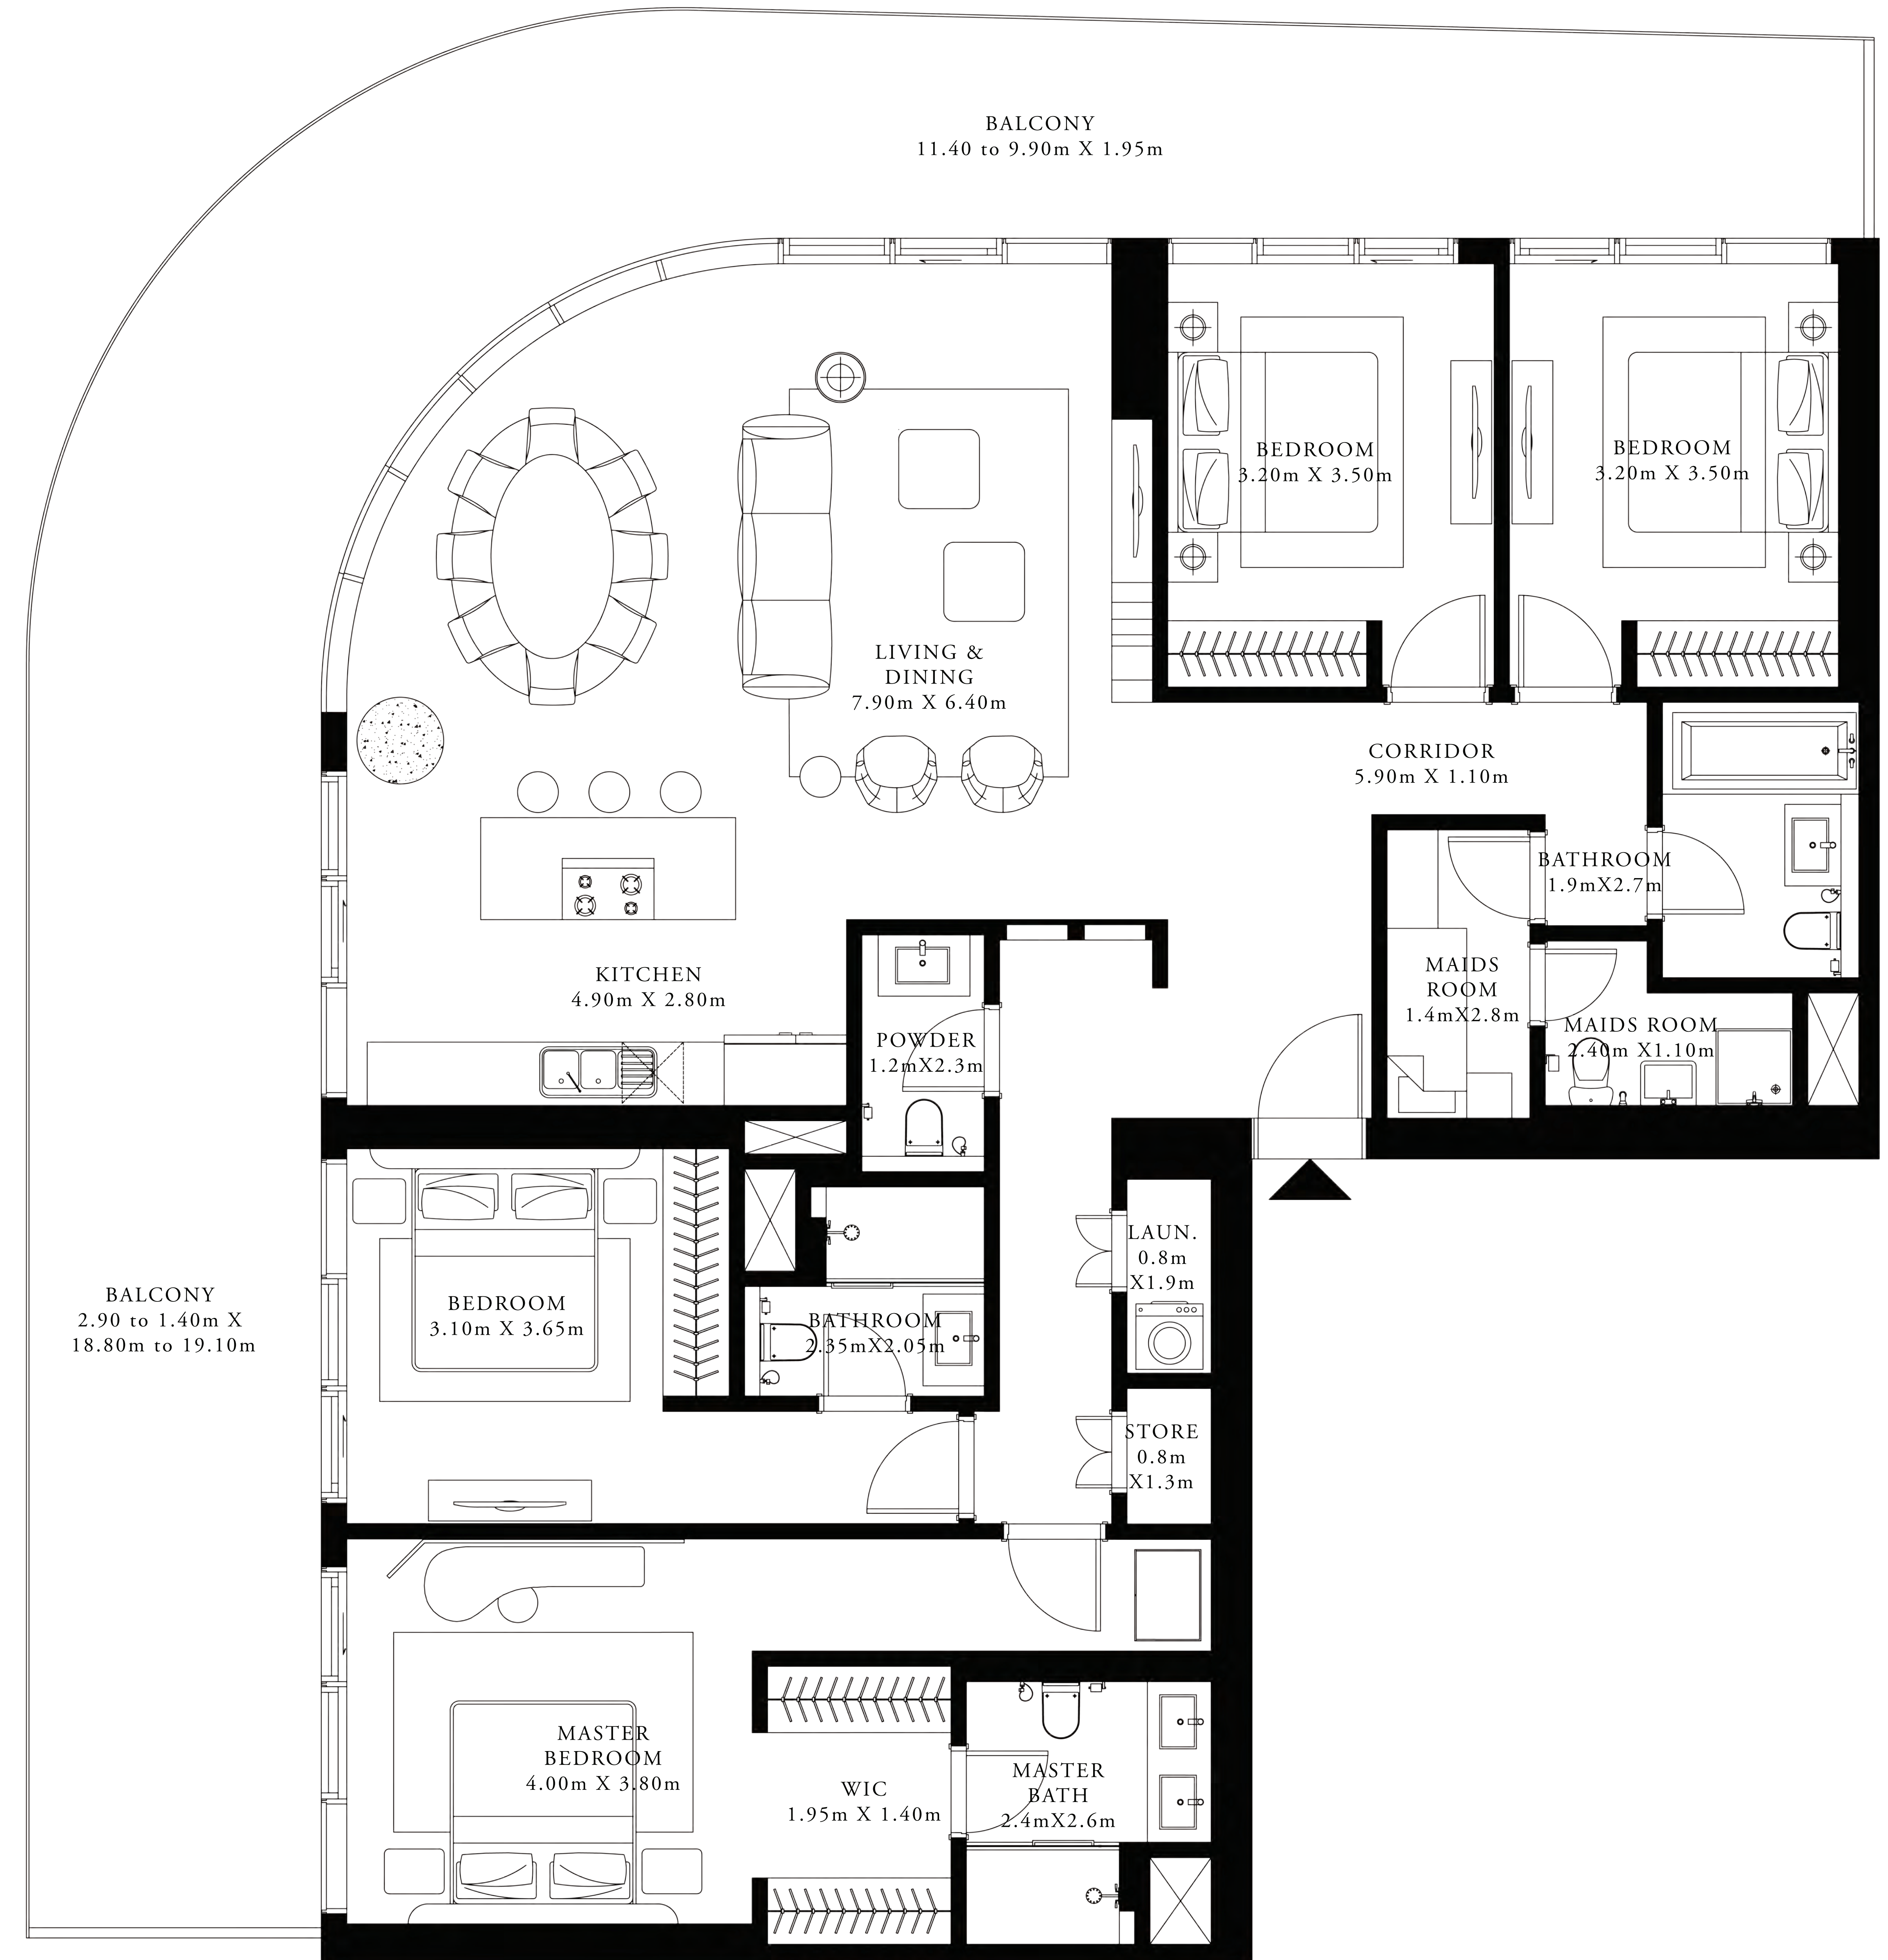 BALCONY
11.40 to 9.90m X 1.95m
BEDROOM
3.20m X 3.50m
BEDROOM
3.20m X 3.50m
LIVING &
DINING
7.90m X 6.40m
CORRIDOR
5.90m X 1.10m
BATHROOM
1.9mX2.7m
KITCHEN
4.90m X 2.80m
MAIDS
ROOM
1.4mX2.8m
POWDER
1.2mX2.3m
MAIDS ROOM
2.40m X1.10m
LAUN.
0.8m
X1.9m
BALCONY
2.90 to 1.40m X
18.80m to 19.10m
BEDROOM
3.10m X 3.65m
BATHROOM
2.35mX2.05m
STORE
0.8m
X1.3m
MASTER
BEDROOM
4.00m X 3.80m
WIC
1.95m X 1.40m
MASTER
BATH
2.4mX2.6m